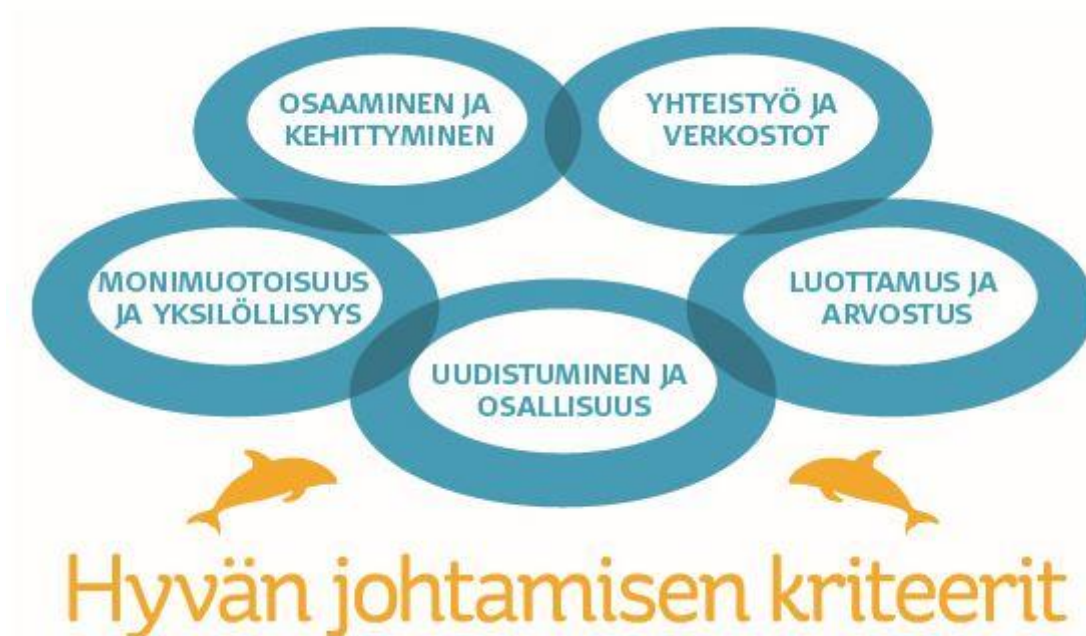 OSAAMINEN JA
KEHITTYMINEN
YHTEISTYÖ JA
VERKOSTOT
MONIMUOTOISUUS
JA YKSILÖLLISYYS
LUOTTAMUS JA
ARVOSTUS
UUDISTUMINEN JA
OSALLISUUS
Hyvän johtamisen kriteerit